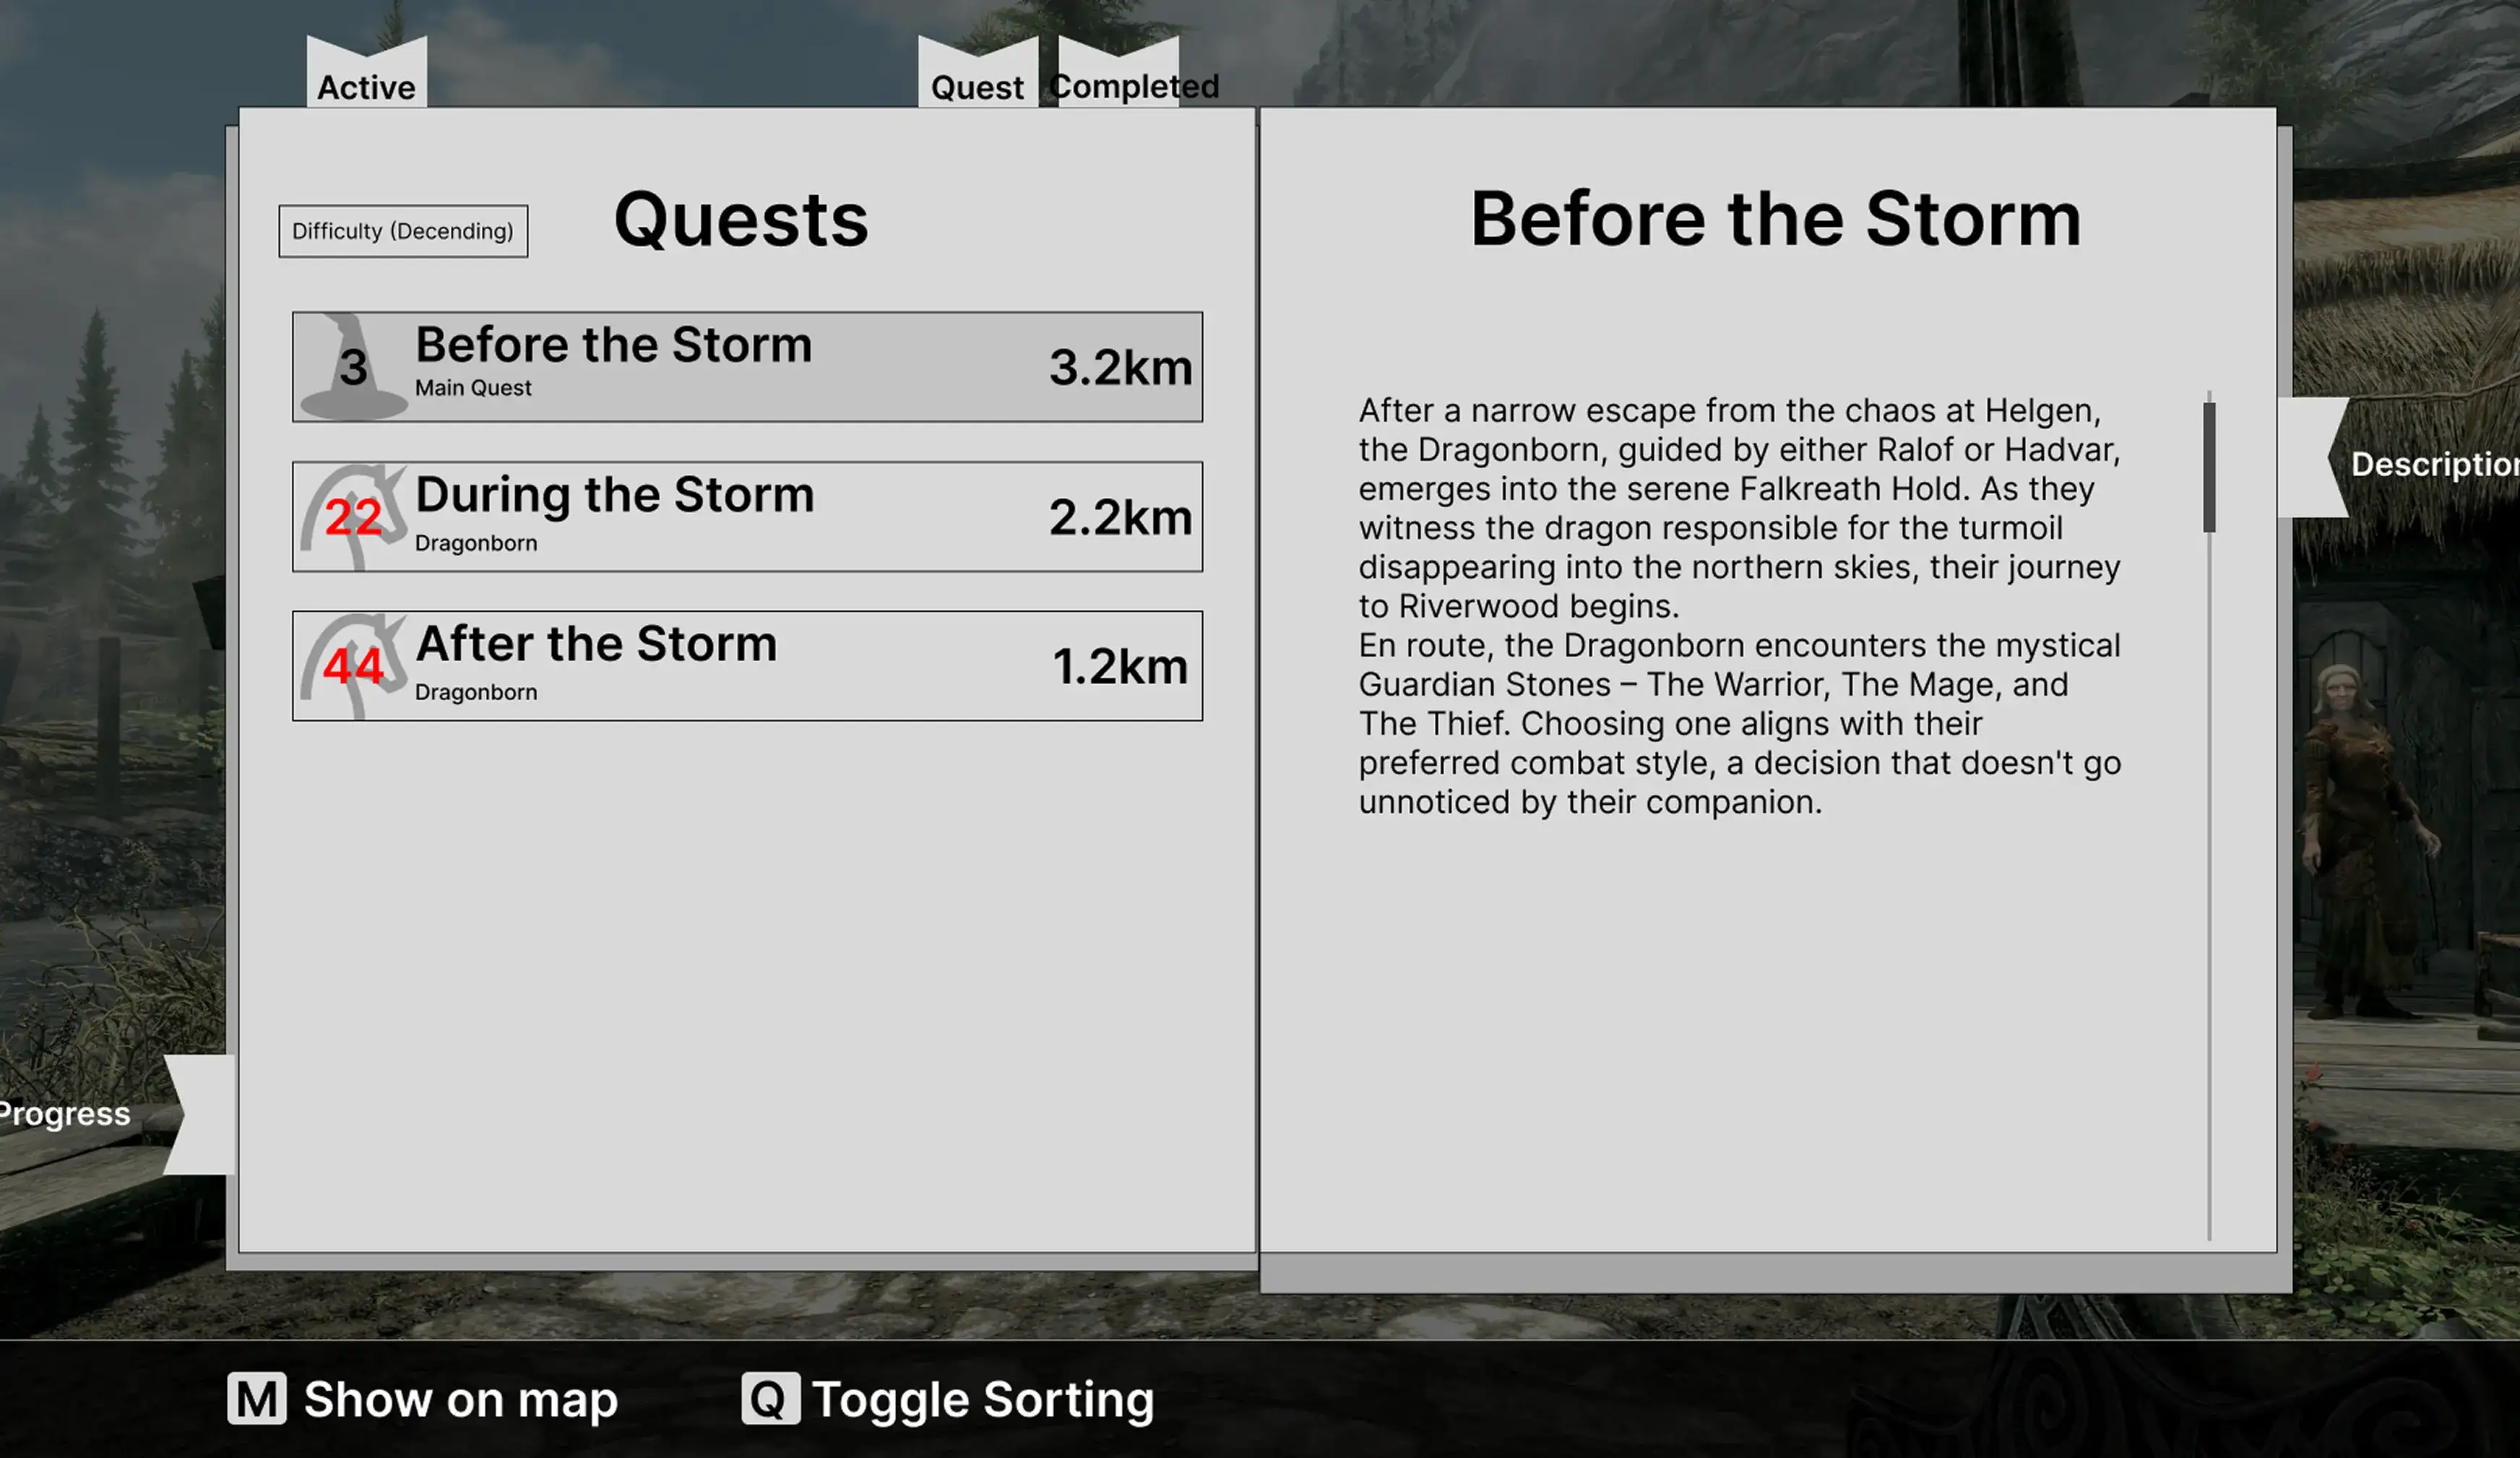 Active
Quest
Completed
Difficulty (Decending)
Quests
3
Before the Storm
Main Quest
3.2km
22
During the Storm
Dragonborn
2.2km
44
After the Storm
Dragonborn
1.2km
Progress
Before the Storm
After a narrow escape from the chaos at Helgen,
the Dragonborn, guided by either Ralof or Hadvar,
emerges into the serene Falkreath Hold. As they
witness the dragon responsible for the turmoil
disappearing into the northern skies, their journey
to Riverwood begins.
En route, the Dragonborn encounters the mystical
Guardian Stones – The Warrior, The Mage, and
The Thief. Choosing one aligns with their
preferred combat style, a decision that doesn't go
unnoticed by their companion.
Description
M Show on map
Q Toggle Sorting